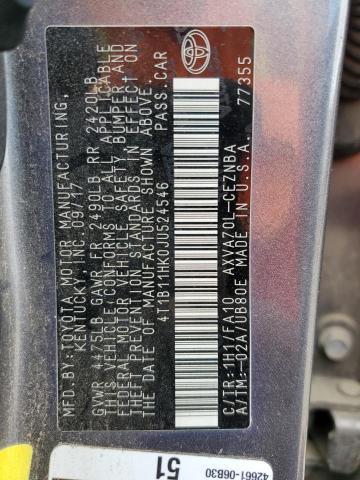 MFD. BY: TOYOTA MOTOR MANUFACTURING,
KENTUCKY, INC. 09/17
GVWR 4475LB GAWR FR 2490LB RR 2420LB
THIS VEHICLE CONFORMS TO ALL APPLICABLE
FEDERAL MOTOR VEHICLE SAFETY, BUMPER, AND
THEFT PREVENTION STANDARDS IN EFFECT ON
THE DATE OF MANUFACTURE SHOWN ABOVE.
4T1B11HK0JU524546 PASS. CAR
C/TR: 1H1/FA10 AXVA70L-CEZNBA
A/TM: -02A/UB80E MADE IN U.S.A.
77355
42661-06B30
51